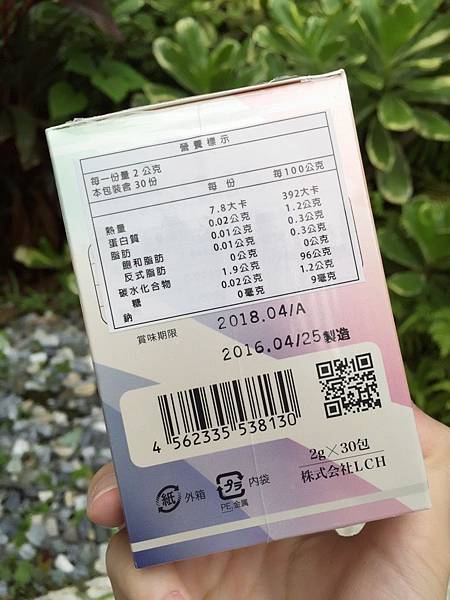 營養標示
每一份量 2 公克
本包裝含 30份
每 份 每100公克
熱量 7.8大卡 392大卡
蛋白質 0.02公克 1.2公克
脂肪 0.01公克 0.3公克
飽和脂肪 0.01公克 0.3公克
反式脂肪 0公克 0公克
碳水化合物 1.9公克 96公克
糖 0.02公克 1.2公克
鈉 0毫克 9毫克
賞味期限 2018.04/A
2016.04/25製造
4 562335 538130
紙 外箱
プラ 内袋
PE,金属
2g×30包
株式会社LCH